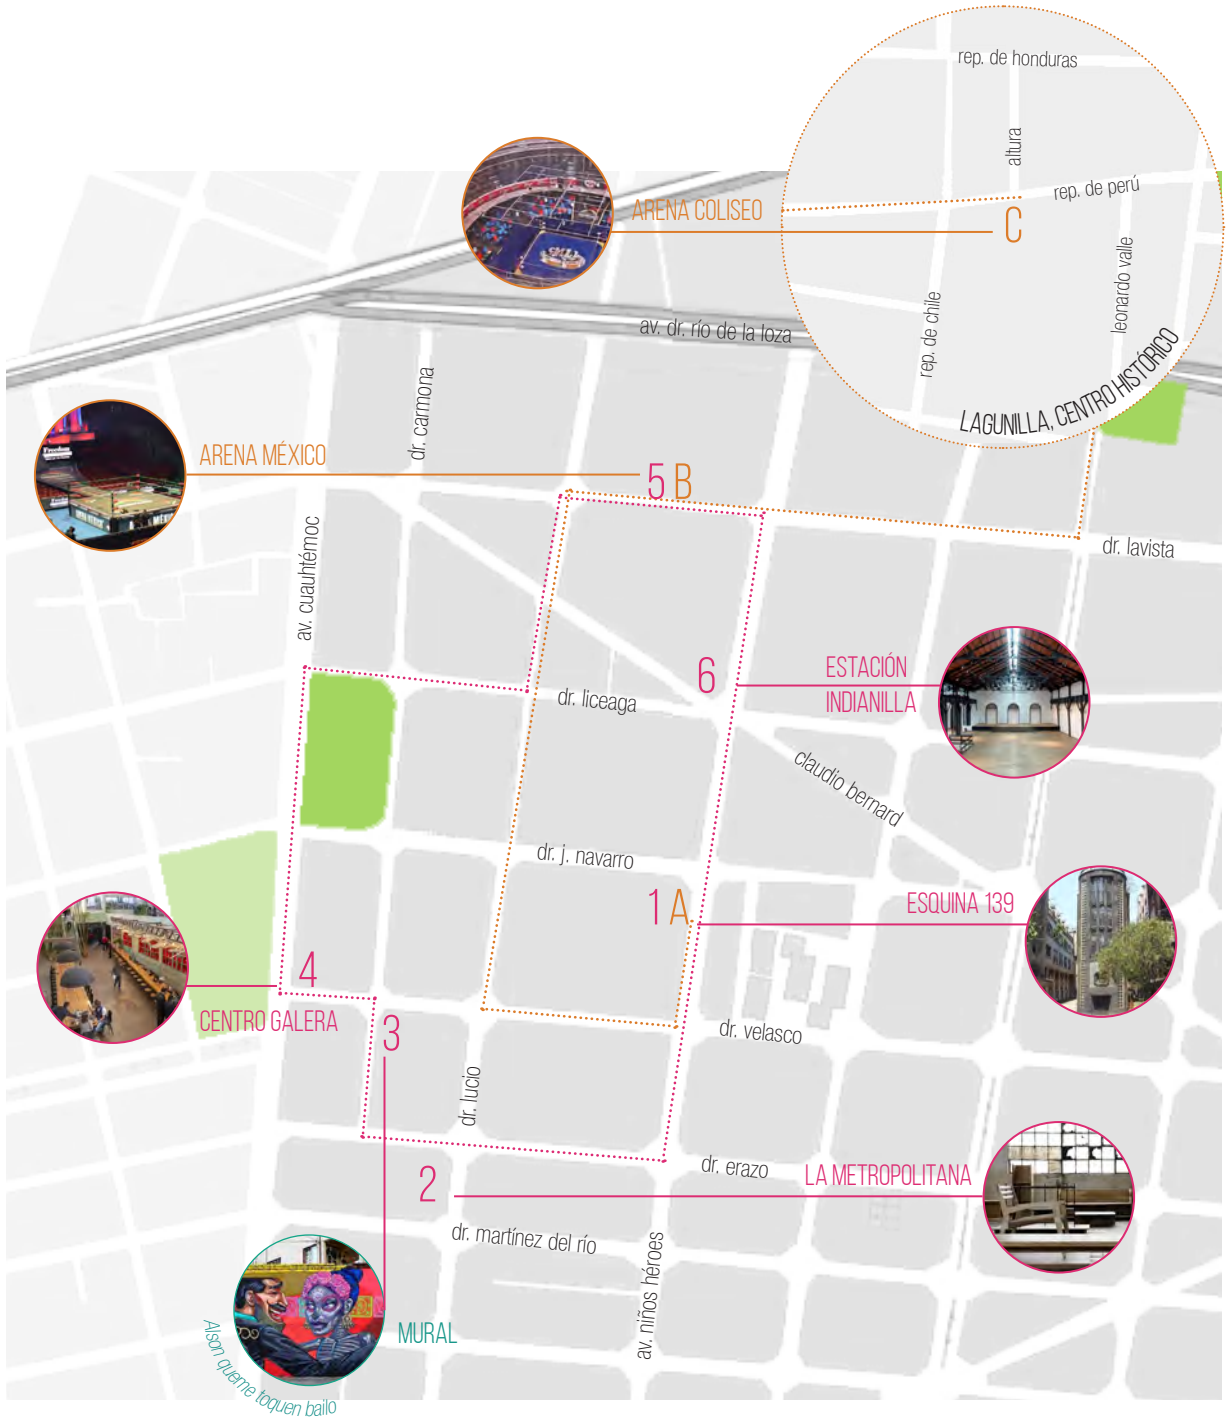 rep. de honduras
altura
rep. de perú
ARENA COLISEO
C
leonardo valle
rep. de chile
av. dr. río de la loza
LAGUNILLA, CENTRO HISTÓRICO
dr. carmona
ARENA MÉXICO
5 B
av. cuauhtémoc
dr. lavista
6
ESTACIÓN
INDIANILLA
dr. liceaga
claudio bernard
dr. j. navarro
1 A
ESQUINA 139
4
CENTRO GALERA
3
dr. velasco
dr. lucio
dr. erazo
2
LA METROPOLITANA
dr. martínez del río
av. niños héroes
MURAL
Alson queme toquen bailo